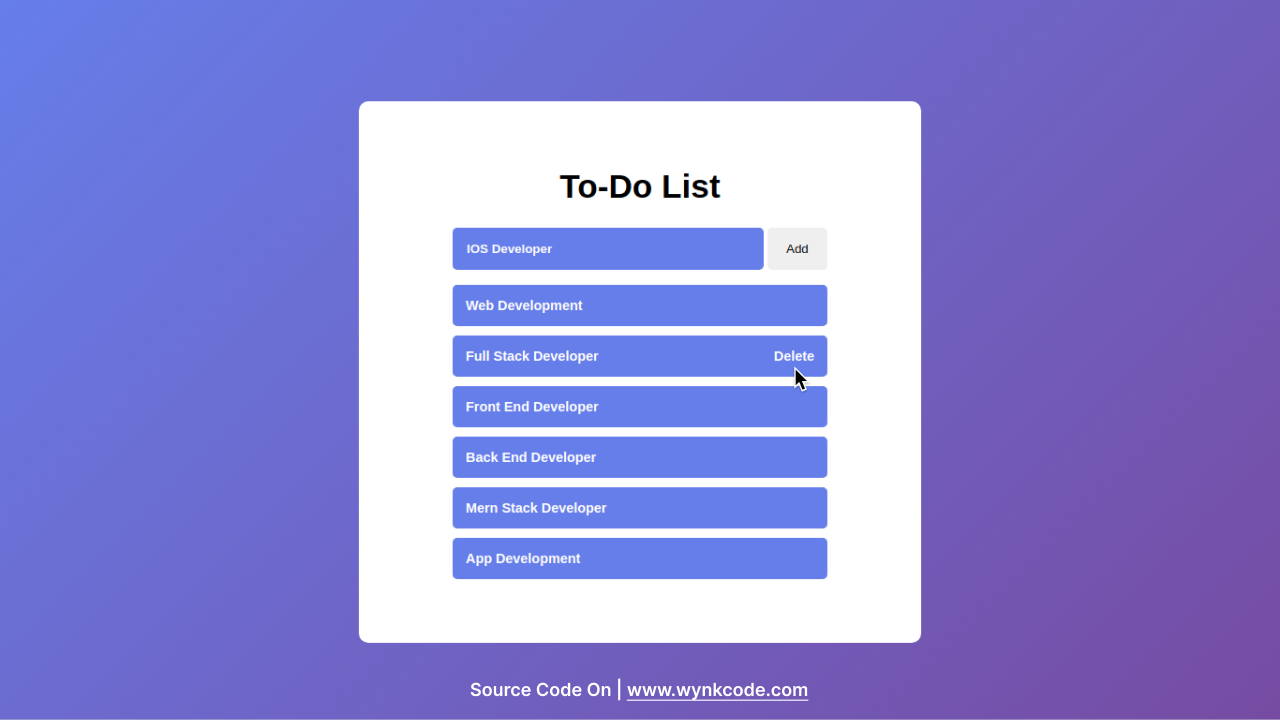 To-Do List
IOS Developer
Add
Web Development
Full Stack Developer
Delete
Front End Developer
Back End Developer
Mern Stack Developer
App Development
Source Code On | www.wynkcode.com